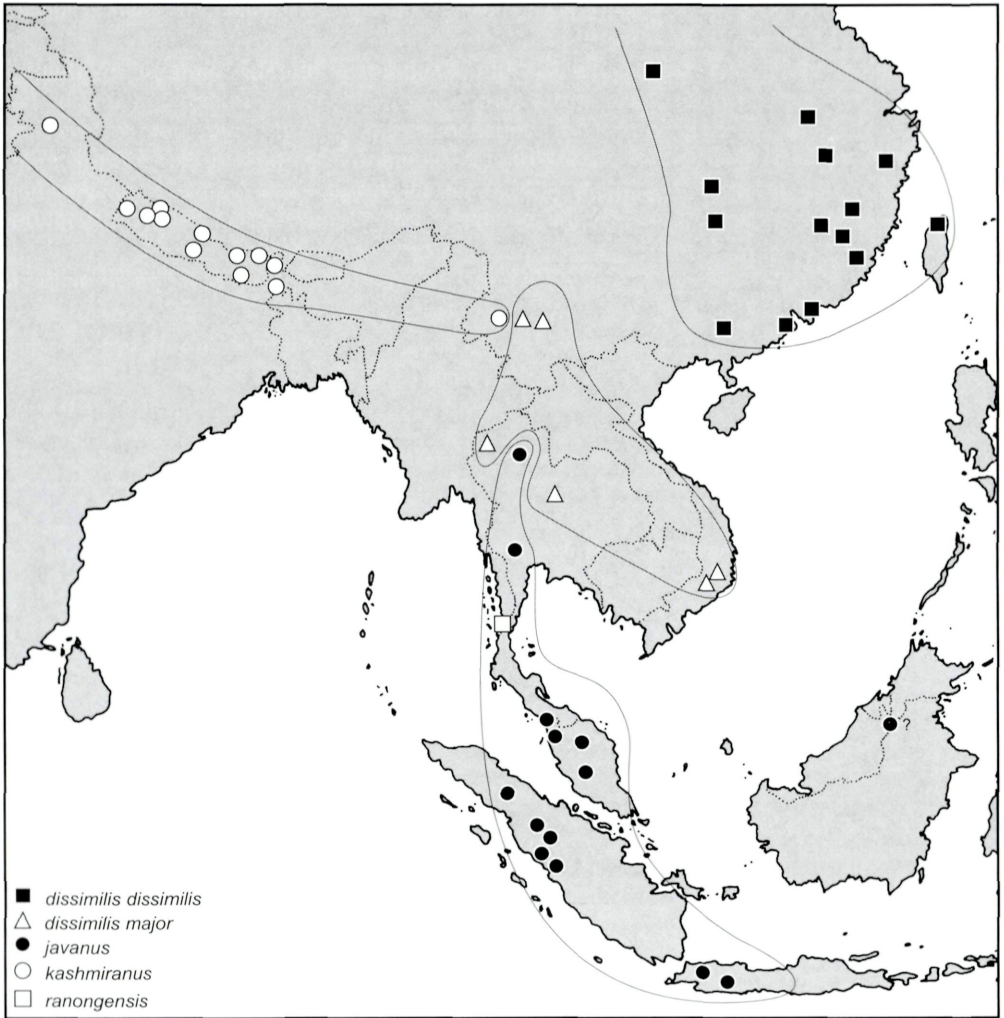 ?
dissimilis dissimilis
dissimilis major
javanus
kashmiranus
ranongensis